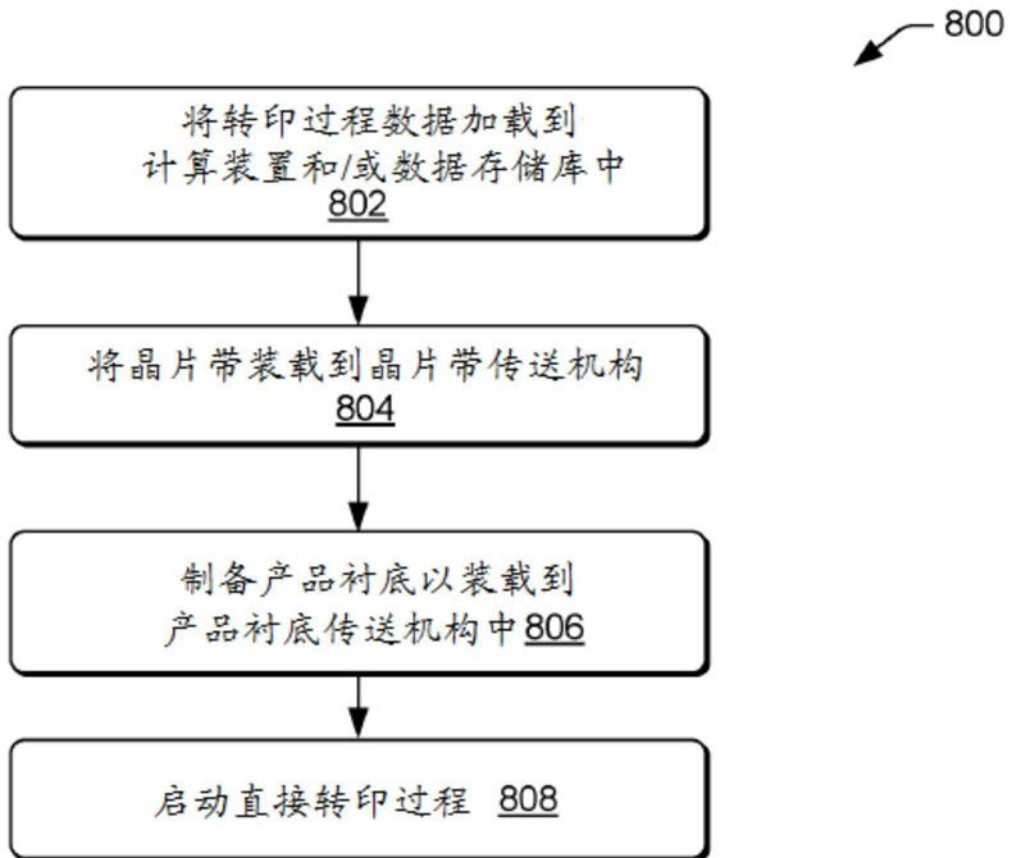 800
将转印过程数据加载到
计算装置和/或数据存储库中
802
将晶片带装载到晶片带传送机构
804
制备产品衬底以装载到
产品衬底传送机构中 806
启动直接转印过程 808